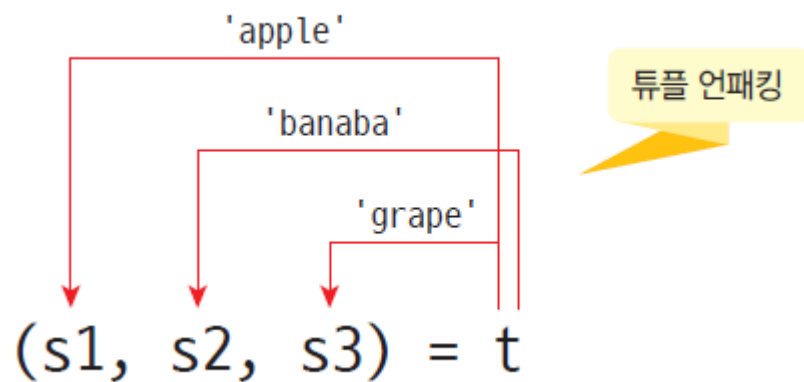 'apple'
튜플 언패킹
'banaba'
'grape'
(s1, s2, s3) = t